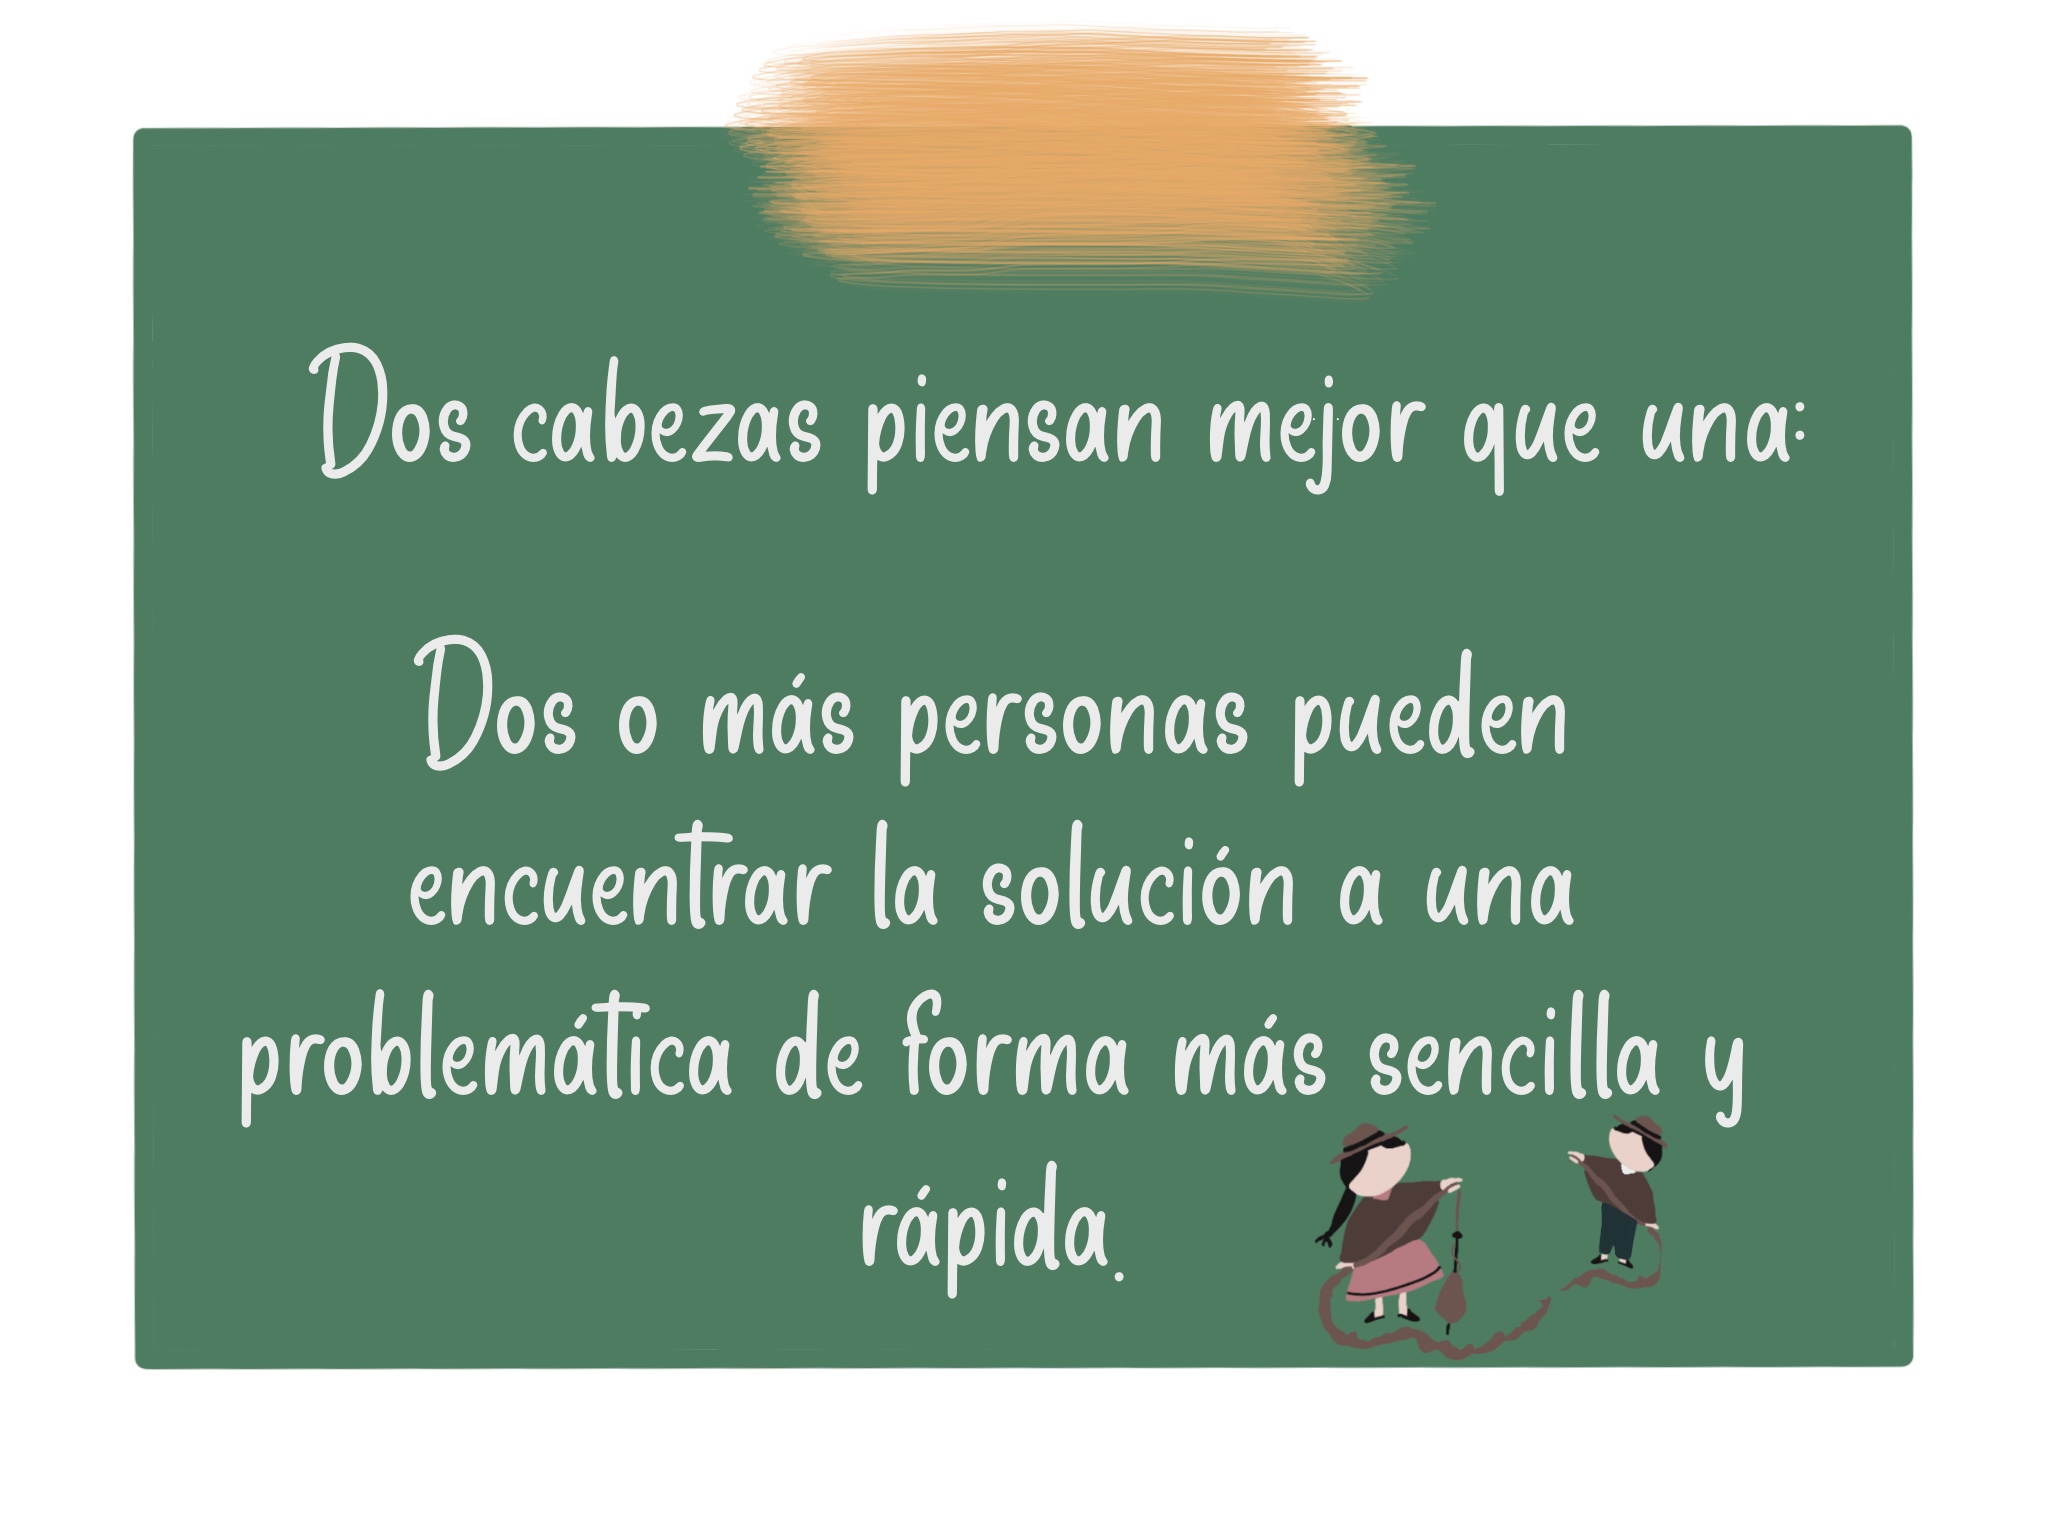 Dos cabezas piensan mejor que una:
Dos o más personas pueden
encuentrar la solución a una
problemática de forma más sencilla y
rápida.